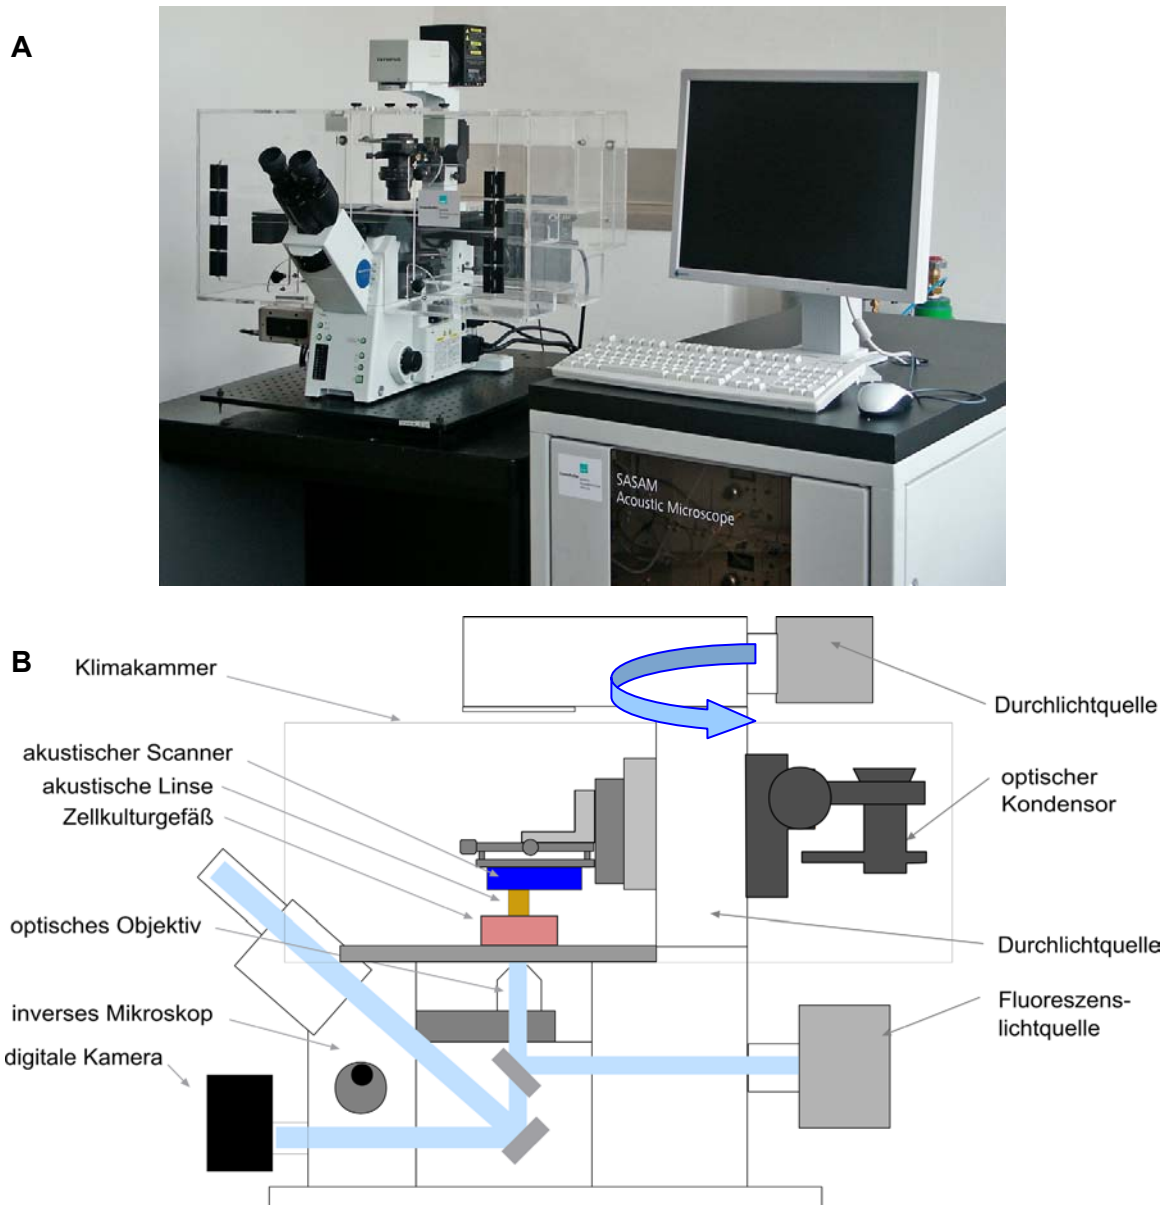 A
OLYMPUS
SASAM
Acoustic Microscope
B
Klimakammer
Durchlichtquelle
akustischer Scanner
akustische Linse
Zellkulturgefäß
optischer
Kondensor
optisches Objektiv
Durchlichtquelle
inverses Mikroskop
Fluoreszens-
lichtquelle
digitale Kamera